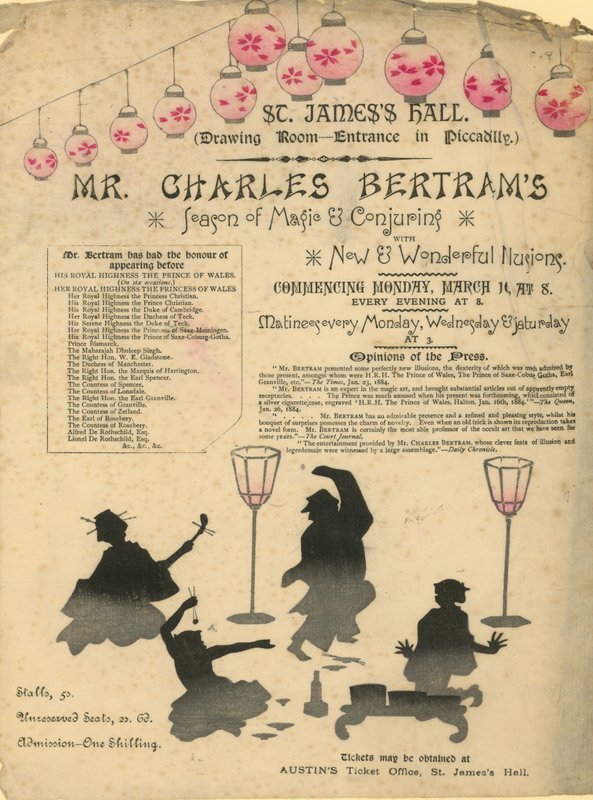 ST. JAMES'S HALL.
(Drawing Room—Entrance in Piccadilly.)
MR. CHARLES BERTRAM'S
Season of Magic & Conjuring
WITH
New & Wonderful Illusions.
COMMENCING MONDAY, MARCH 10, AT 8.
EVERY EVENING AT 8.
Matinees every Monday, Wednesday & Saturday
AT 3.
Mr. Bertram has had the honour of
appearing before
HIS ROYAL HIGHNESS THE PRINCE OF WALES.
(On six occasions.)
HER ROYAL HIGHNESS THE PRINCESS OF WALES
Her Royal Highness the Princess Christian.
His Royal Highness the Prince Christian.
His Royal Highness the Duke of Cambridge.
Her Royal Highness the Duchess of Teck.
His Serene Highness the Duke of Teck.
Her Royal Highness the Princess of Saxe-Meiningen.
His Royal Highness the Prince of Saxe-Coburg-Gotha.
Prince Bismarck.
The Maharajah Dhuleep Singh.
The Right Hon. W. E. Gladstone.
The Duchess of Manchester.
The Right Hon. the Marquis of Hartington.
The Right Hon. the Earl Spencer.
The Countess of Spencer.
The Countess of Lonsdale.
The Right Hon. the Earl Granville.
The Countess of Granville.
The Countess of Zetland.
The Earl of Rosebery.
The Countess of Rosebery.
Alfred De Rothschild, Esq.
Lionel De Rothschild, Esq.
&c., &c., &c.
Opinions of the Press.
"Mr. BERTRAM presented some perfectly new illusions, the dexterity of which was much admired by
those present, amongst whom were H.R.H. The Prince of Wales, The Prince of Saxe-Coburg Gotha, Earl
Granville, etc."—The Times, Jan. 23, 1884.
"Mr. BERTRAM is an expert in the magic art, and brought substantial articles out of apparently empty
receptacles. . . . The Prince was much amused when his present was forthcoming, which consisted of
a silver cigarette case, engraved 'H.R.H. The Prince of Wales, Halton. Jan. 16th, 1884.'"—The Queen,
Jan. 26, 1884.
". . . . Mr. BERTRAM has an admirable presence and a refined and pleasing style, whilst his
bouquet of surprises possesses the charm of novelty. Even when an old trick is shown its reproduction takes
a novel form. Mr. BERTRAM is certainly the most able professor of the occult art that we have seen for
some years."—The Court Journal.
"The entertainment provided by Mr. CHARLES BERTRAM, whose clever feats of illusion and
legerdemain were witnessed by a large assemblage."—Daily Chronicle.
Stalls, 5s.
Unreserved Seats, 2s. 6d.
Admission—One Shilling.
Tickets may be obtained at
AUSTIN'S Ticket Office, St. James's Hall.